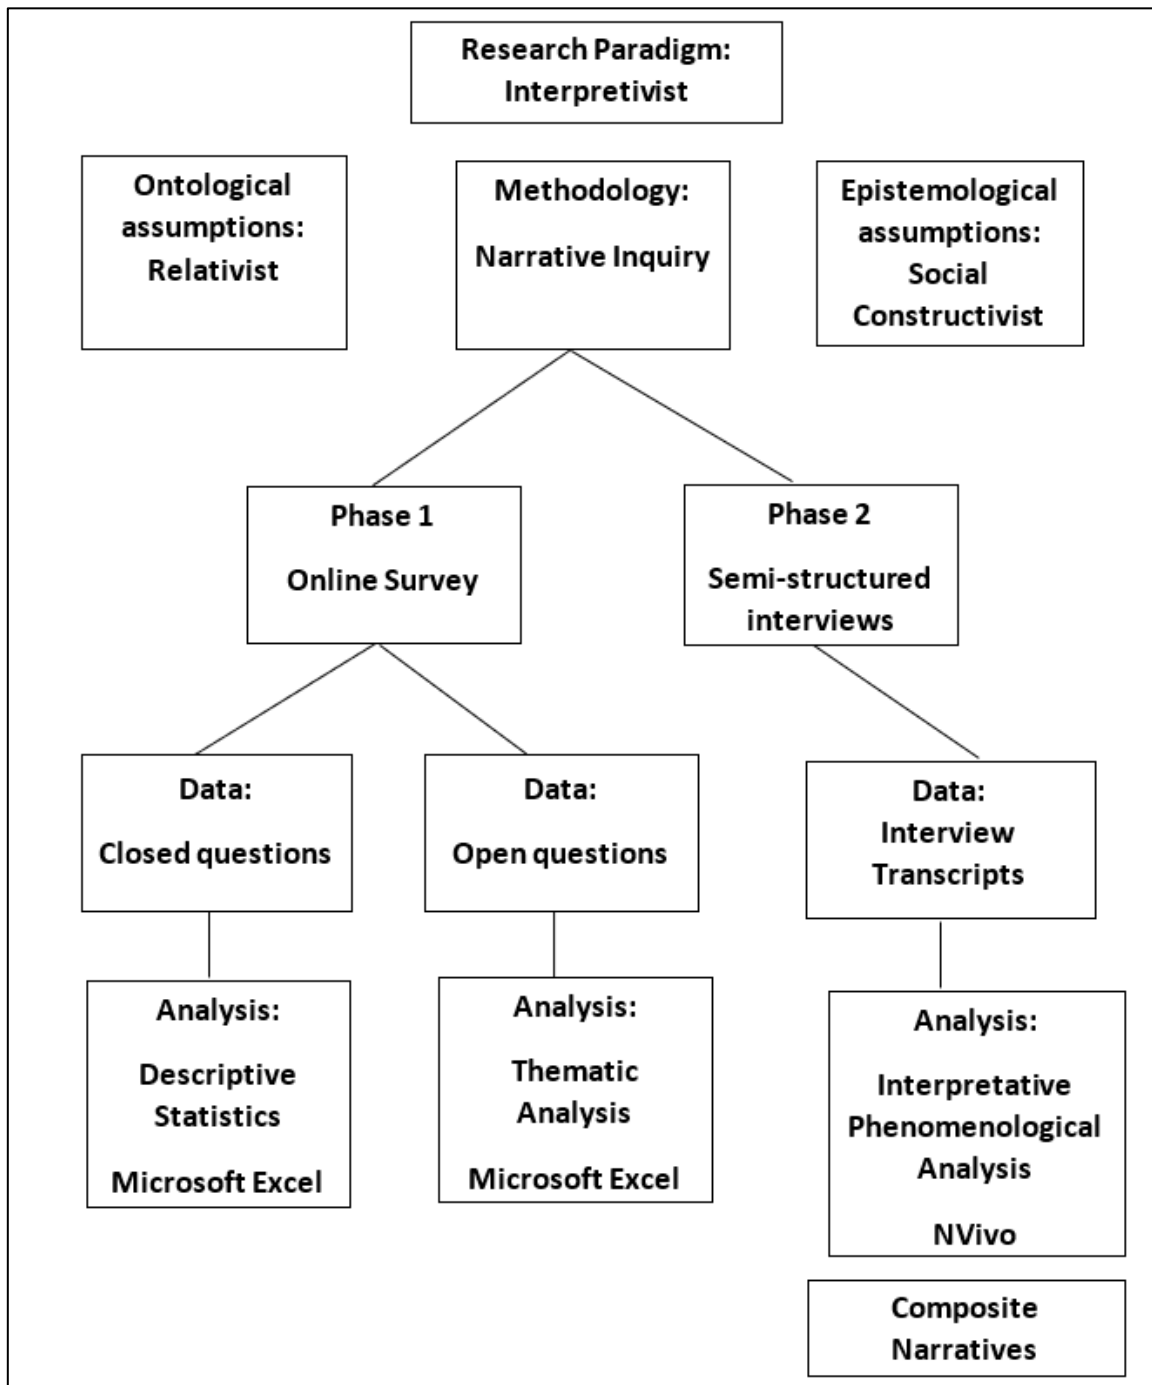 Research Paradigm:
Interpretivist
Ontological
assumptions:
Relativist
Methodology:
Narrative Inquiry
Epistemological
assumptions:
Social
Constructivist
Phase 1
Online Survey
Phase 2
Semi-structured
interviews
Data:
Closed questions
Data:
Open questions
Data:
Interview
Transcripts
Analysis:
Descriptive
Statistics
Microsoft Excel
Analysis:
Thematic
Analysis
Microsoft Excel
Analysis:
Interpretative
Phenomenological
Analysis
NVivo
Composite
Narratives